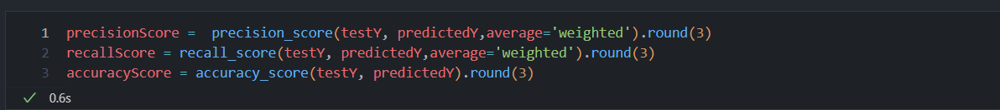 1 precisionScore =  precision_score(testY, predictedY,average='weighted').round(3)
2 recallScore = recall_score(testY, predictedY,average='weighted').round(3)
3 accuracyScore = accuracy_score(testY, predictedY).round(3)
✓ 0.6s